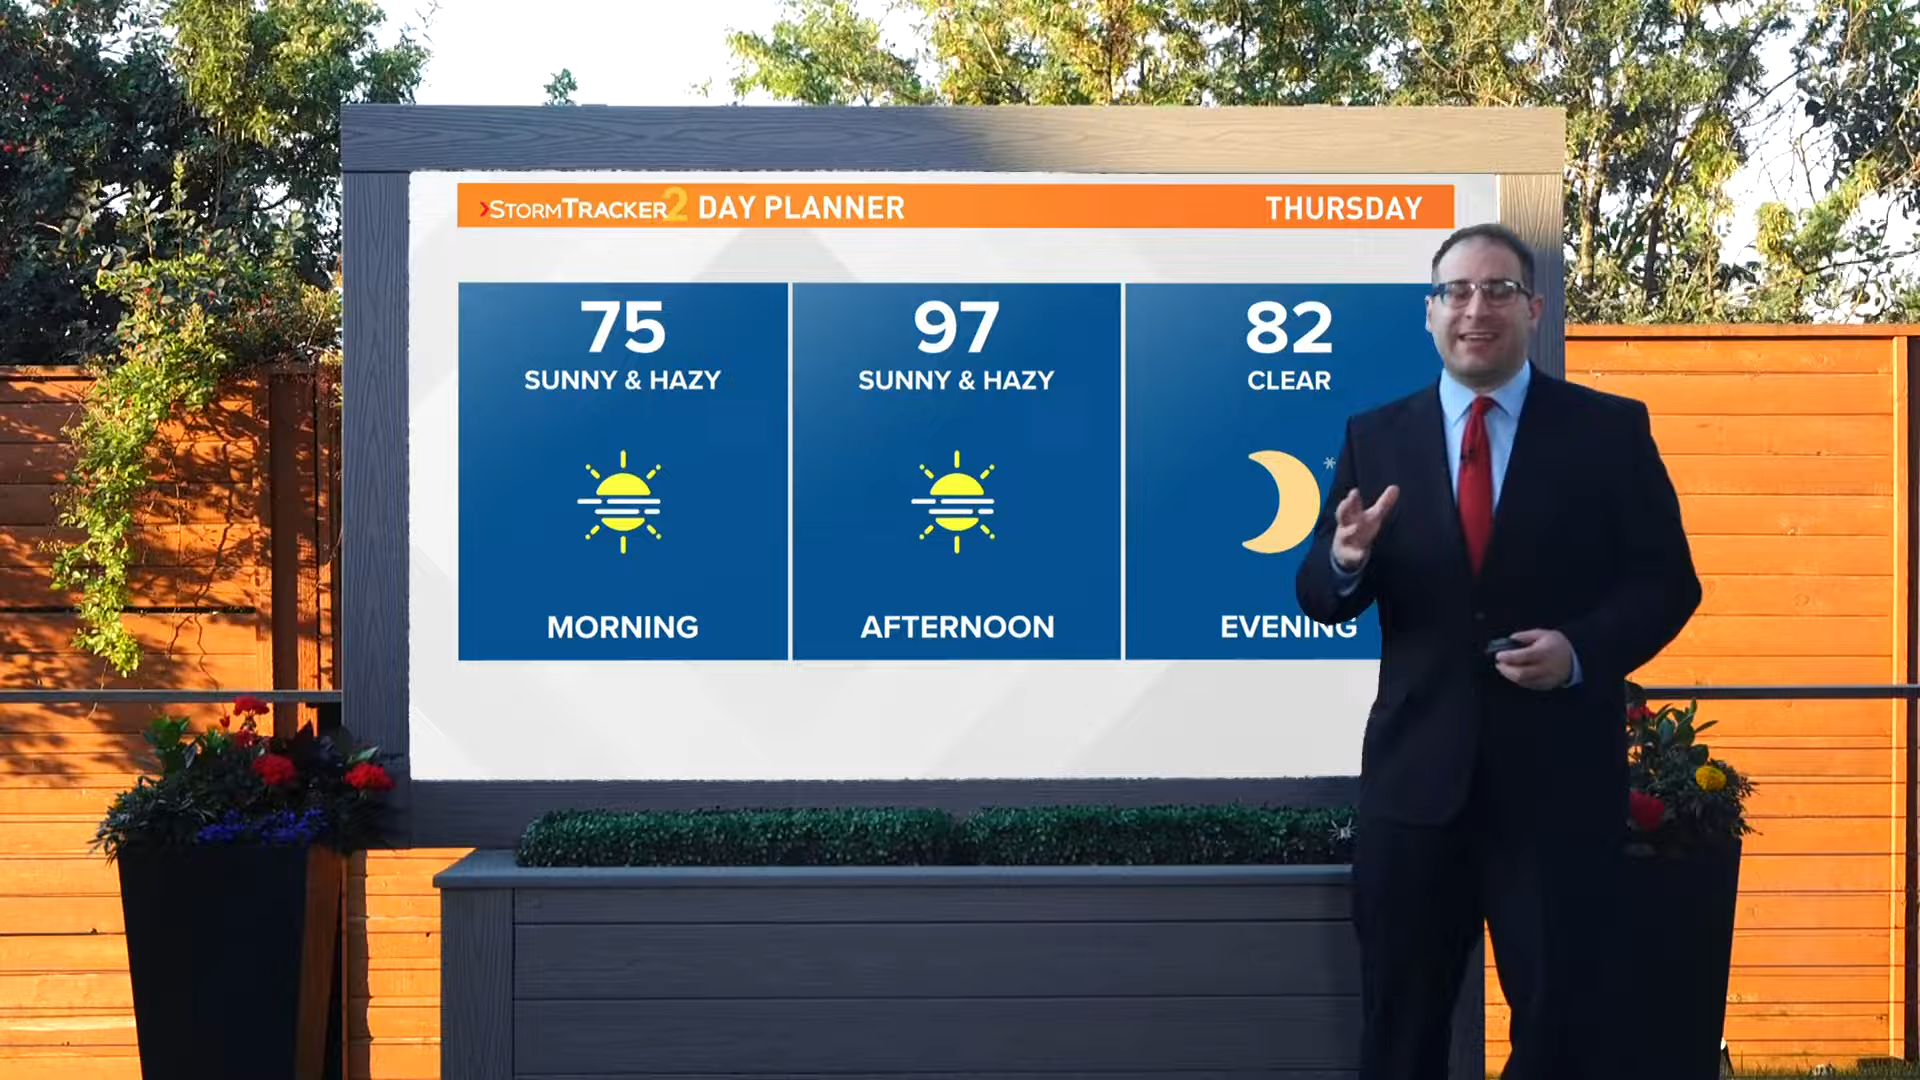 STORMTRACKER2 DAY PLANNER THURSDAY
75 97 82
SUNNY & HAZY SUNNY & HAZY CLEAR
MORNING AFTERNOON EVENING